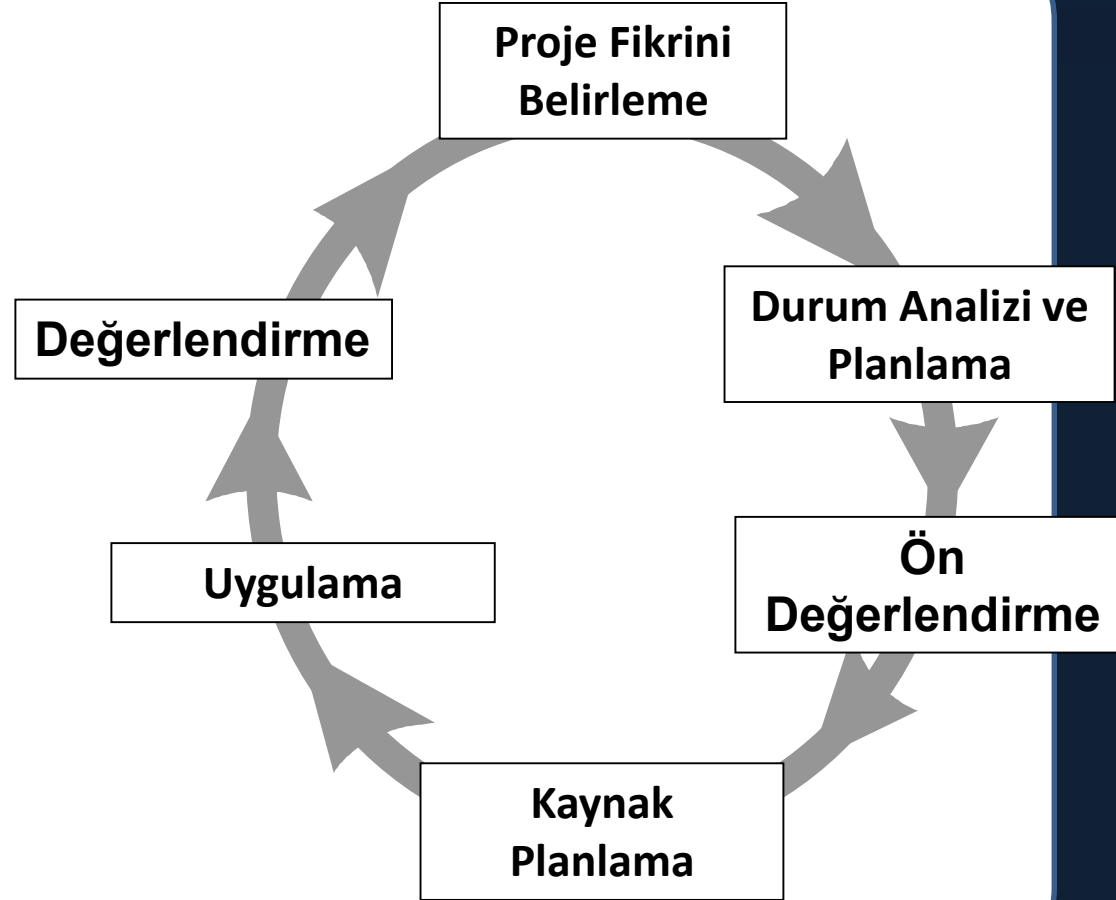 Proje Fikrini
Belirleme
Durum Analizi ve
Planlama
Ön
Değerlendirme
Kaynak
Planlama
Uygulama
Değerlendirme